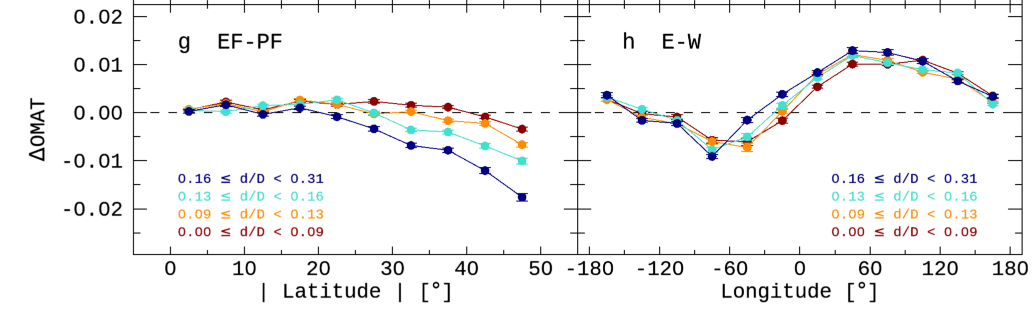 0.02
0.01
0.00
-0.01
-0.02
ΔOMAT
g EF-PF
0.16 ≤ d/D < 0.31
0.13 ≤ d/D < 0.16
0.09 ≤ d/D < 0.13
0.00 ≤ d/D < 0.09
0 10 20 30 40 50
| Latitude | [°]
h E-W
0.16 ≤ d/D < 0.31
0.13 ≤ d/D < 0.16
0.09 ≤ d/D < 0.13
0.00 ≤ d/D < 0.09
-180 -120 -60 0 60 120 180
Longitude [°]